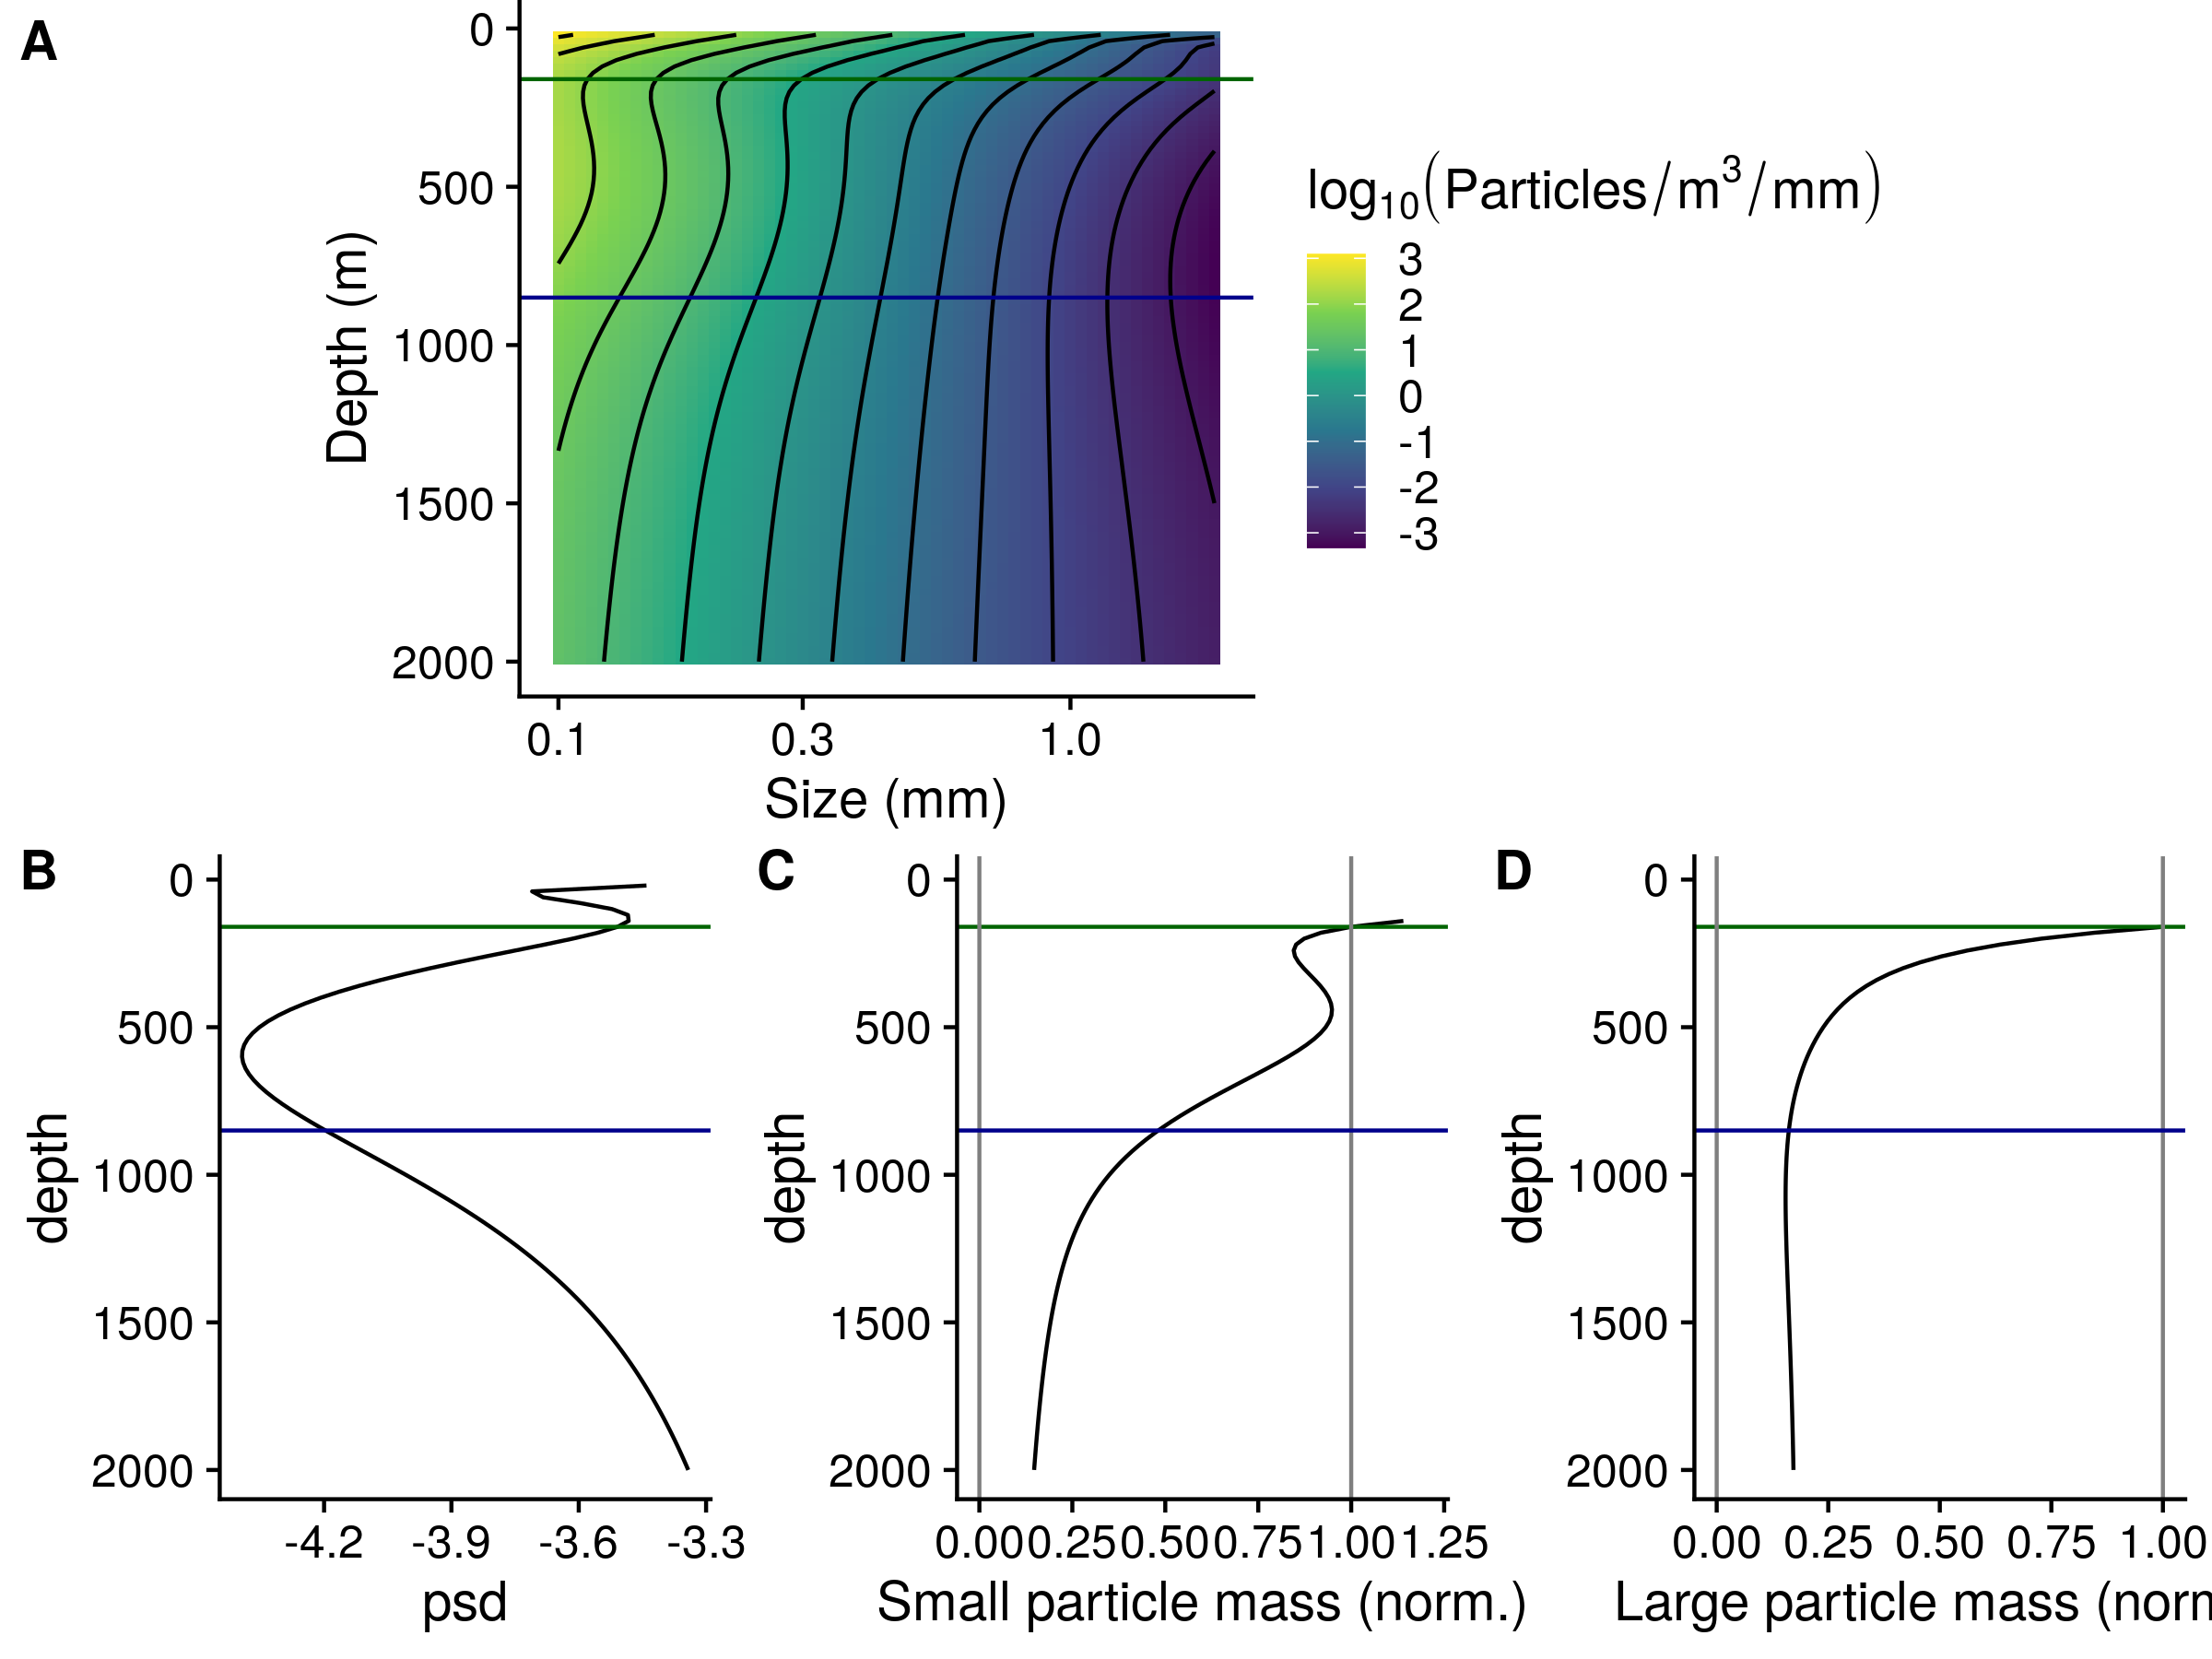 A
0
500
1000
1500
2000
Depth (m)
0.1 0.3 1.0
Size (mm)
log10(Particles/m3/mm)
3
2
1
0
-1
-2
-3
B
0
500
1000
1500
2000
depth
-4.2 -3.9 -3.6 -3.3
psd
C
0
500
1000
1500
2000
depth
0.00 0.25 0.50 0.75 1.00 1.25
Small particle mass (norm.)
D
0
500
1000
1500
2000
depth
0.00 0.25 0.50 0.75 1.00
Large particle mass (norn